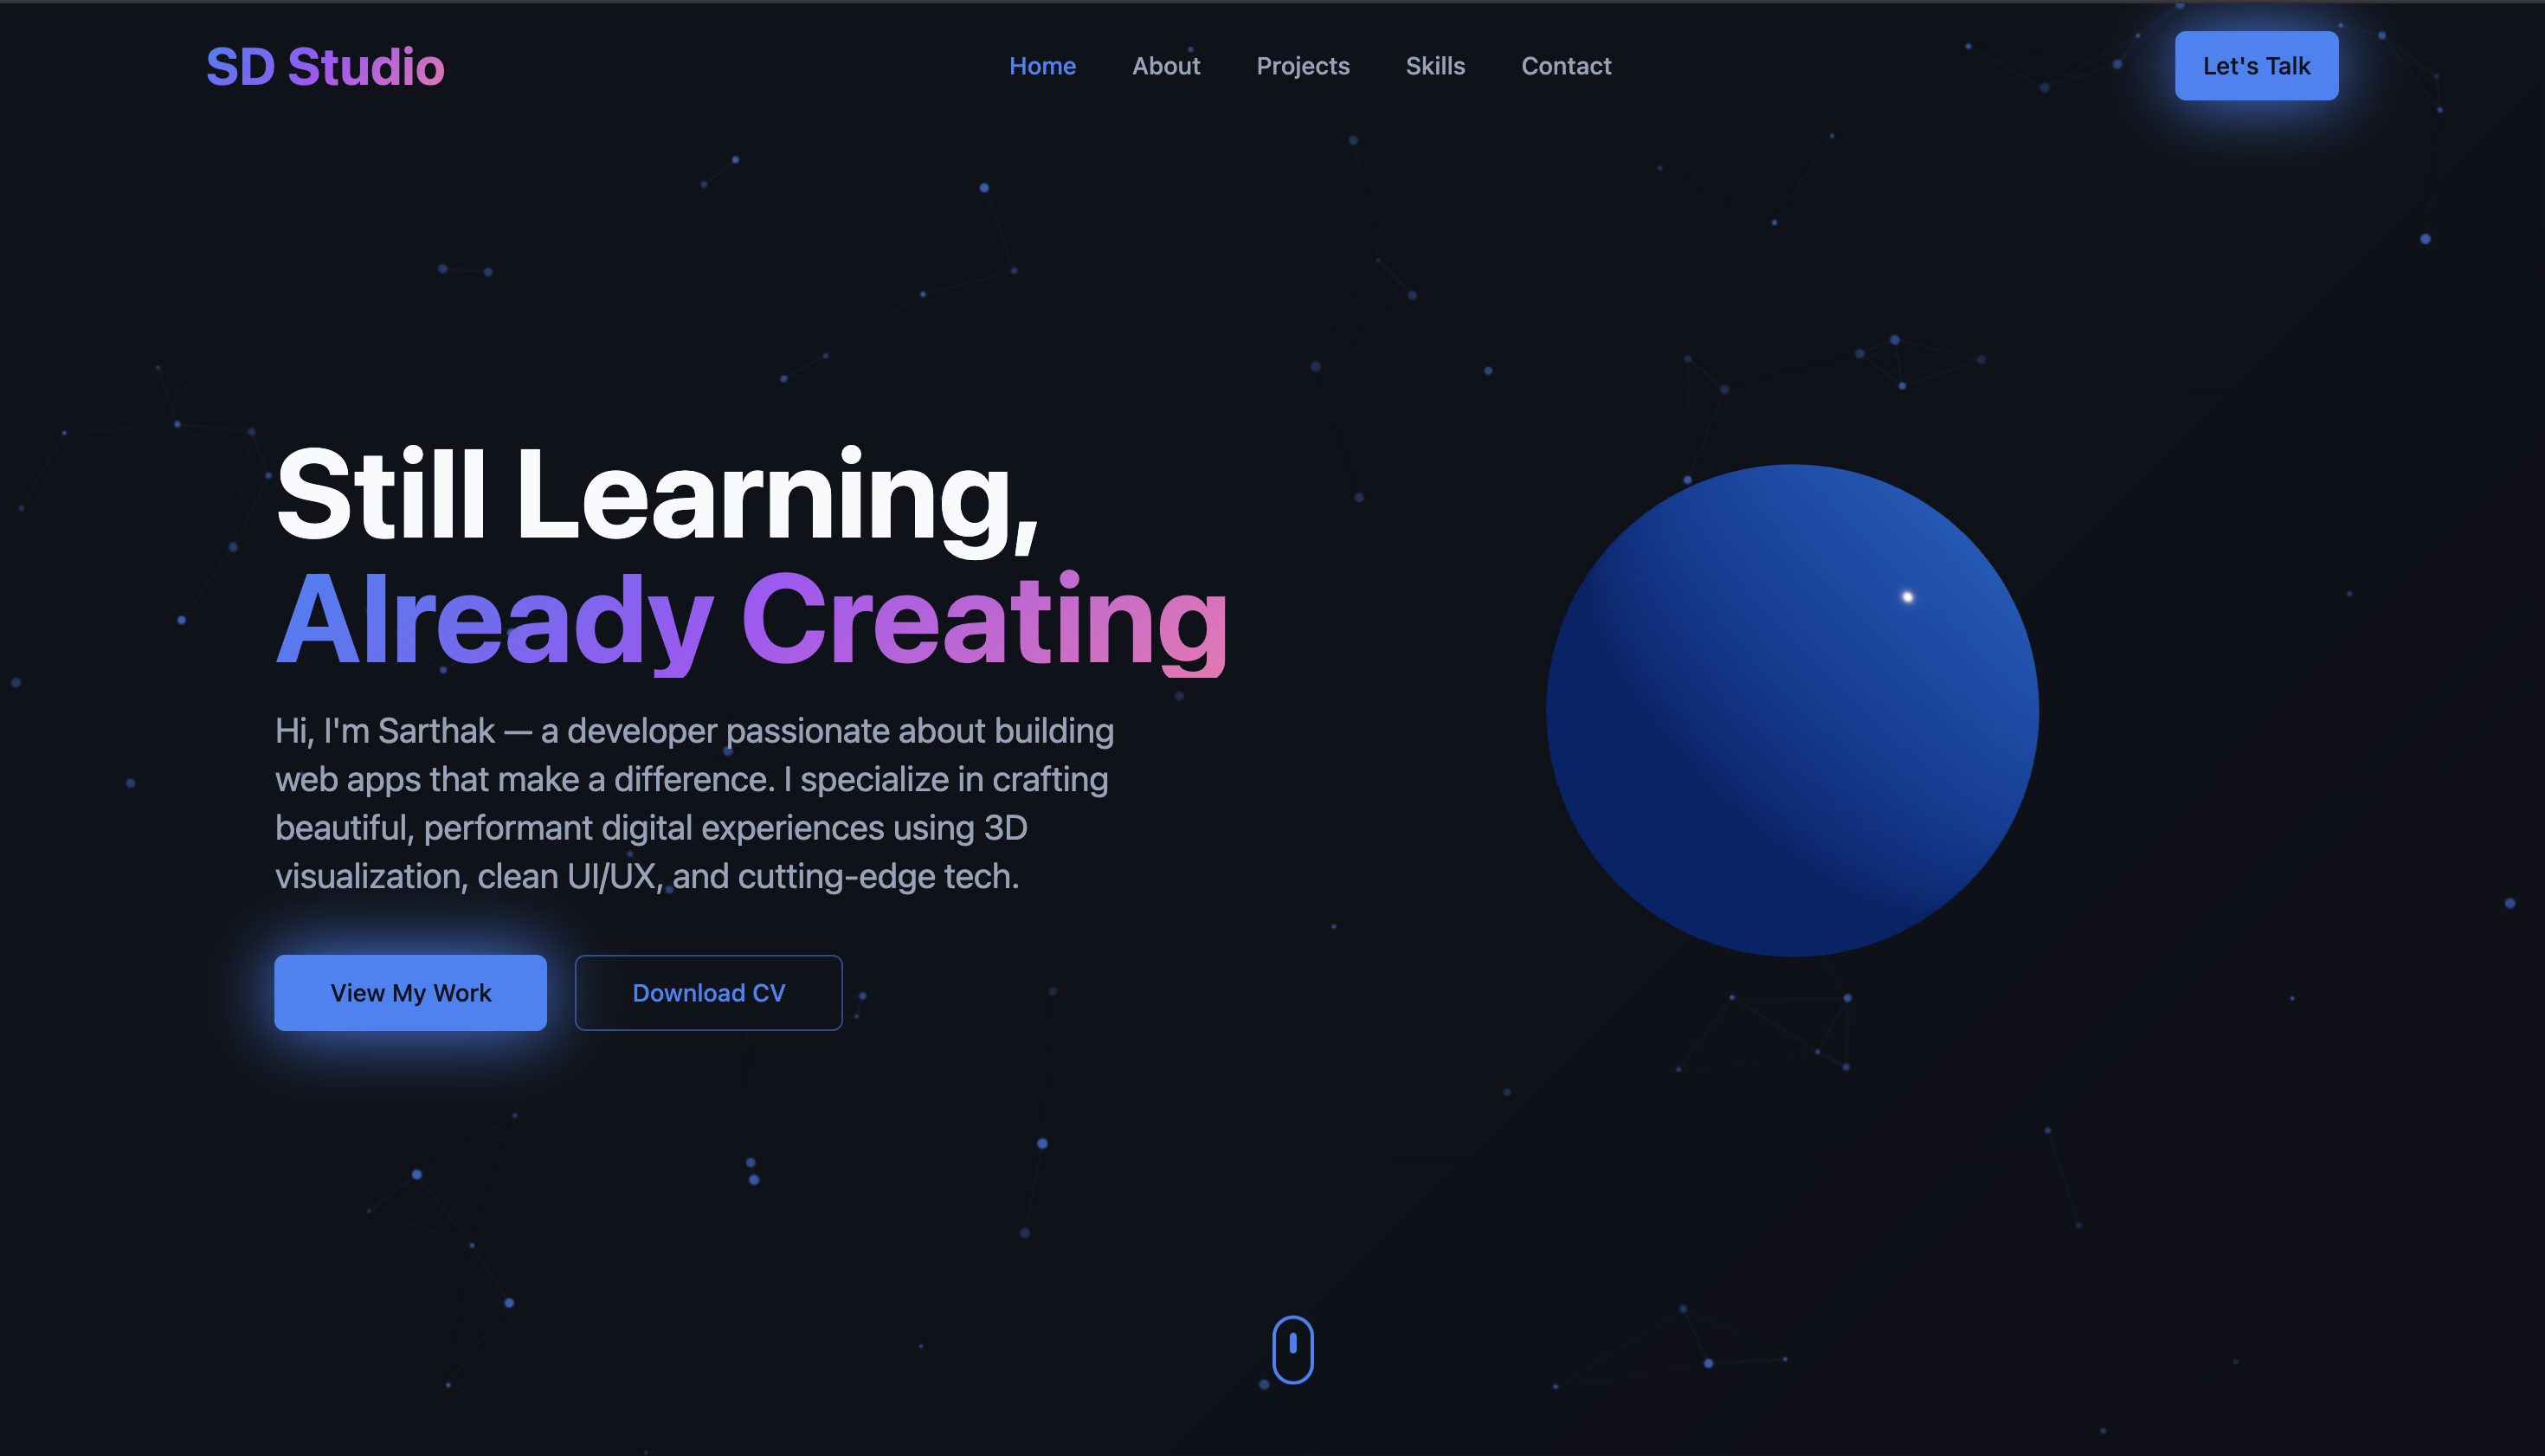 SD Studio
Home About Projects Skills Contact
Let's Talk
Still Learning,
Already Creating
Hi, I'm Sarthak — a developer passionate about building
web apps that make a difference. I specialize in crafting
beautiful, performant digital experiences using 3D
visualization, clean UI/UX, and cutting-edge tech.
View My Work
Download CV